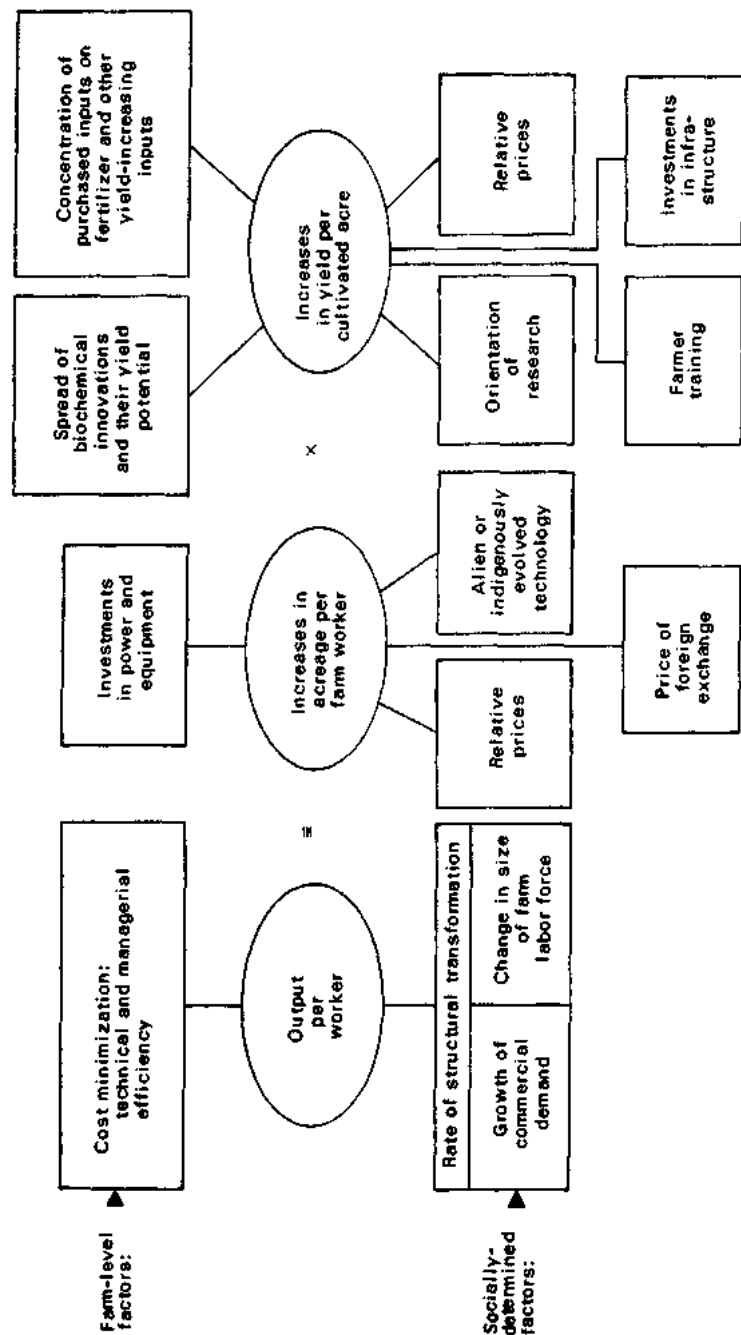 Farm-level
factors:
Cost minimization:
technical and managerial
efficiency
Investments
in power and
equipment
Spread of
biochemical
innovations
and their yield
potential
Concentration of
purchased inputs on
fertilizer and other
yield-increasing
inputs
Output
per
worker
≡
Increases in
acreage per
farm worker
×
Increases
in yield per
cultivated acre
Socially-
determined
factors:
Rate of structural transformation
Growth of
commercial
demand
Change in size
of farm
labor force
Relative
prices
Alien or
indigenously
evolved
technology
Orientation
of
research
Relative
prices
Price of
foreign
exchange
Farmer
training
Investments
in infra-
structure